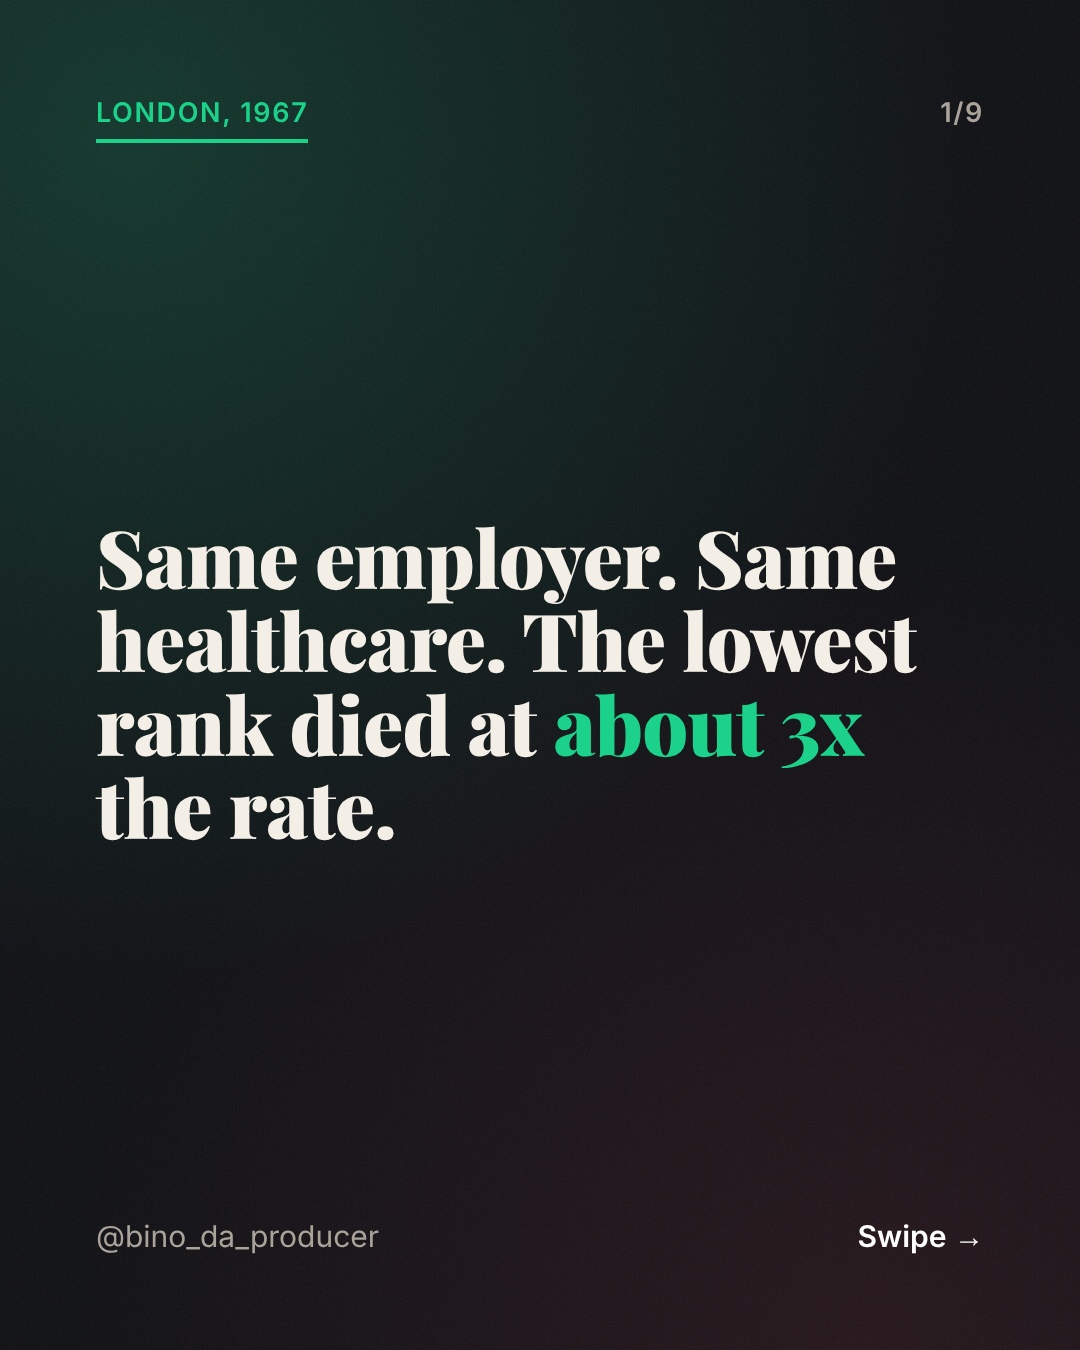 LONDON, 1967
1/9
Same employer. Same
healthcare. The lowest
rank died at about 3x
the rate.
@bino_da_producer
Swipe →